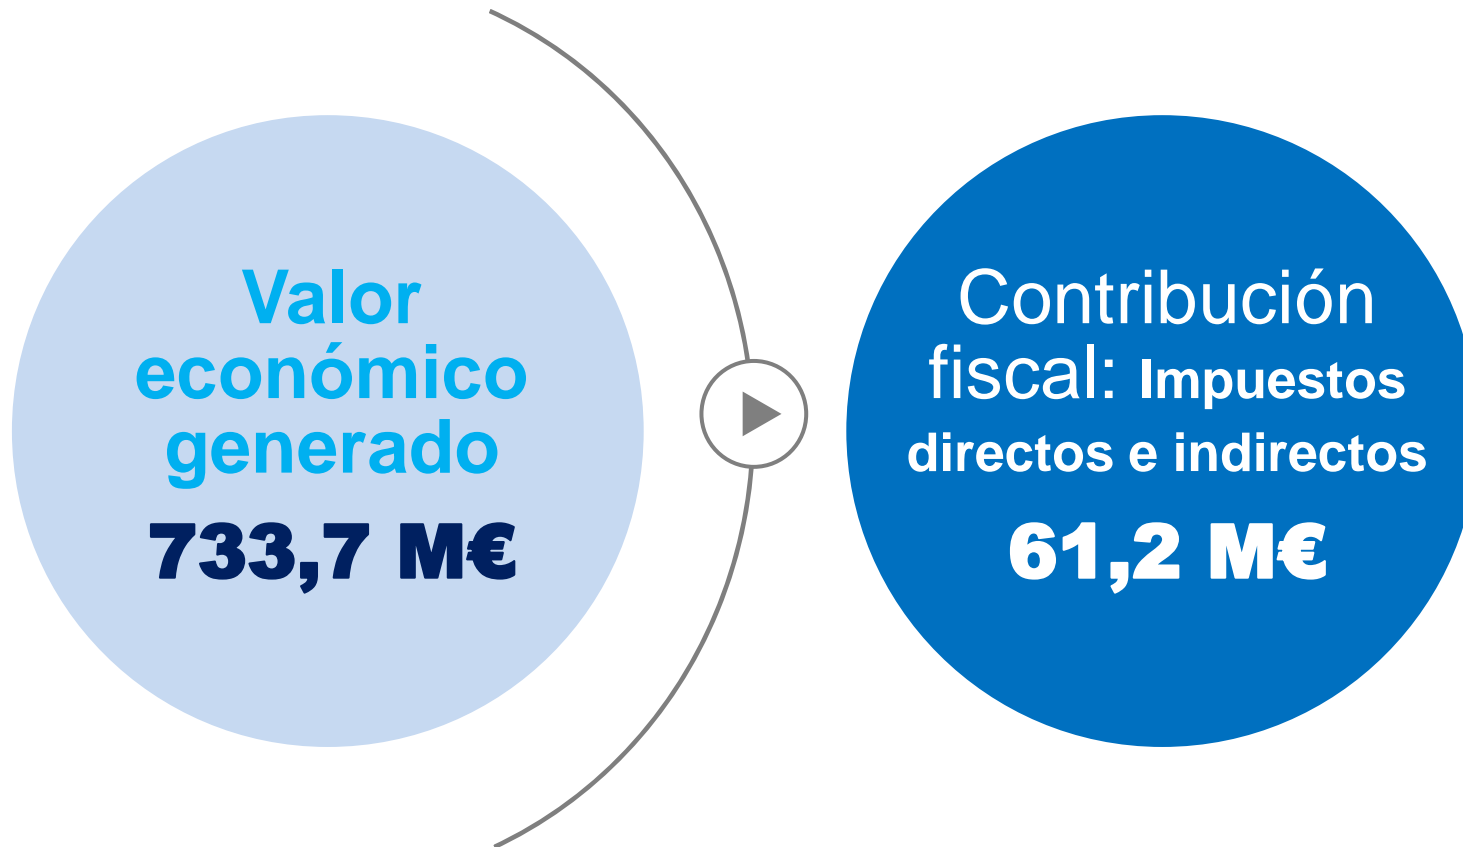 Valor
económico
generado
733,7 M€
Contribución
fiscal: Impuestos
directos e indirectos
61,2 M€